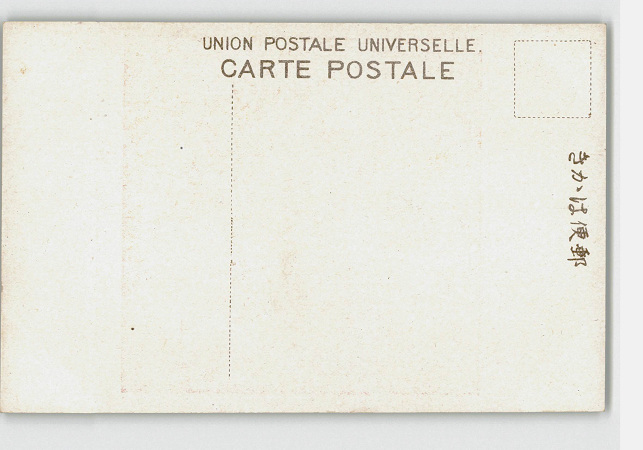 UNION POSTALE UNIVERSELLE.
CARTE POSTALE
きかは便郵